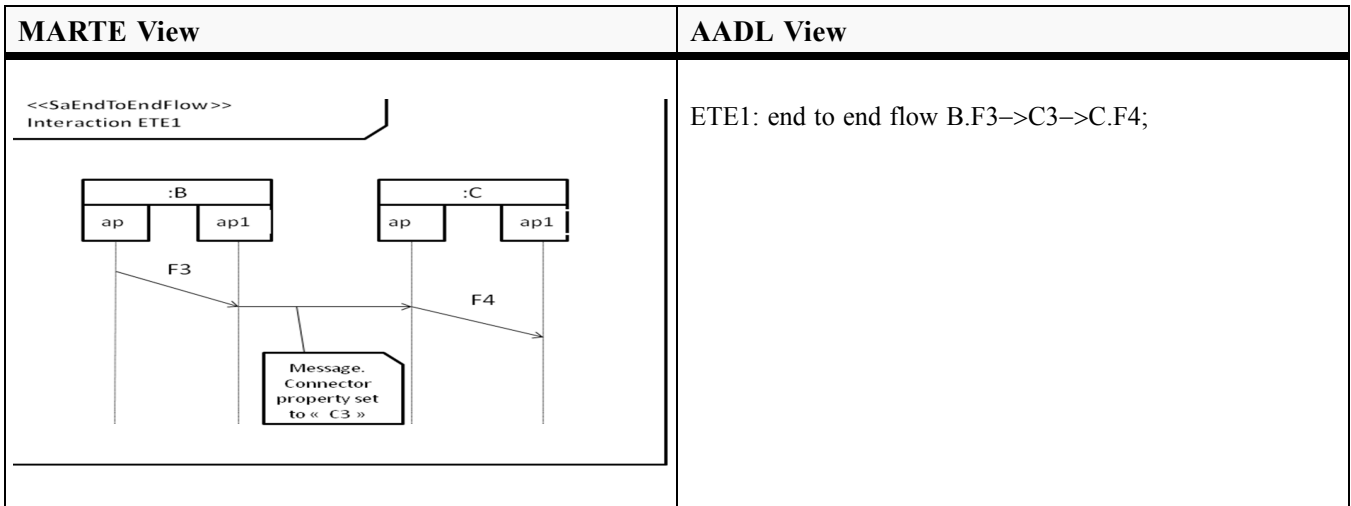 MARTE View
AADL View
<<SaEndToEndFlow>>
Interaction ETE1
ETE1: end to end flow B.F3−>C3−>C.F4;
:B
:C
ap
ap1
ap
ap1
F3
F4
Message.
Connector
property set
to « C3 »